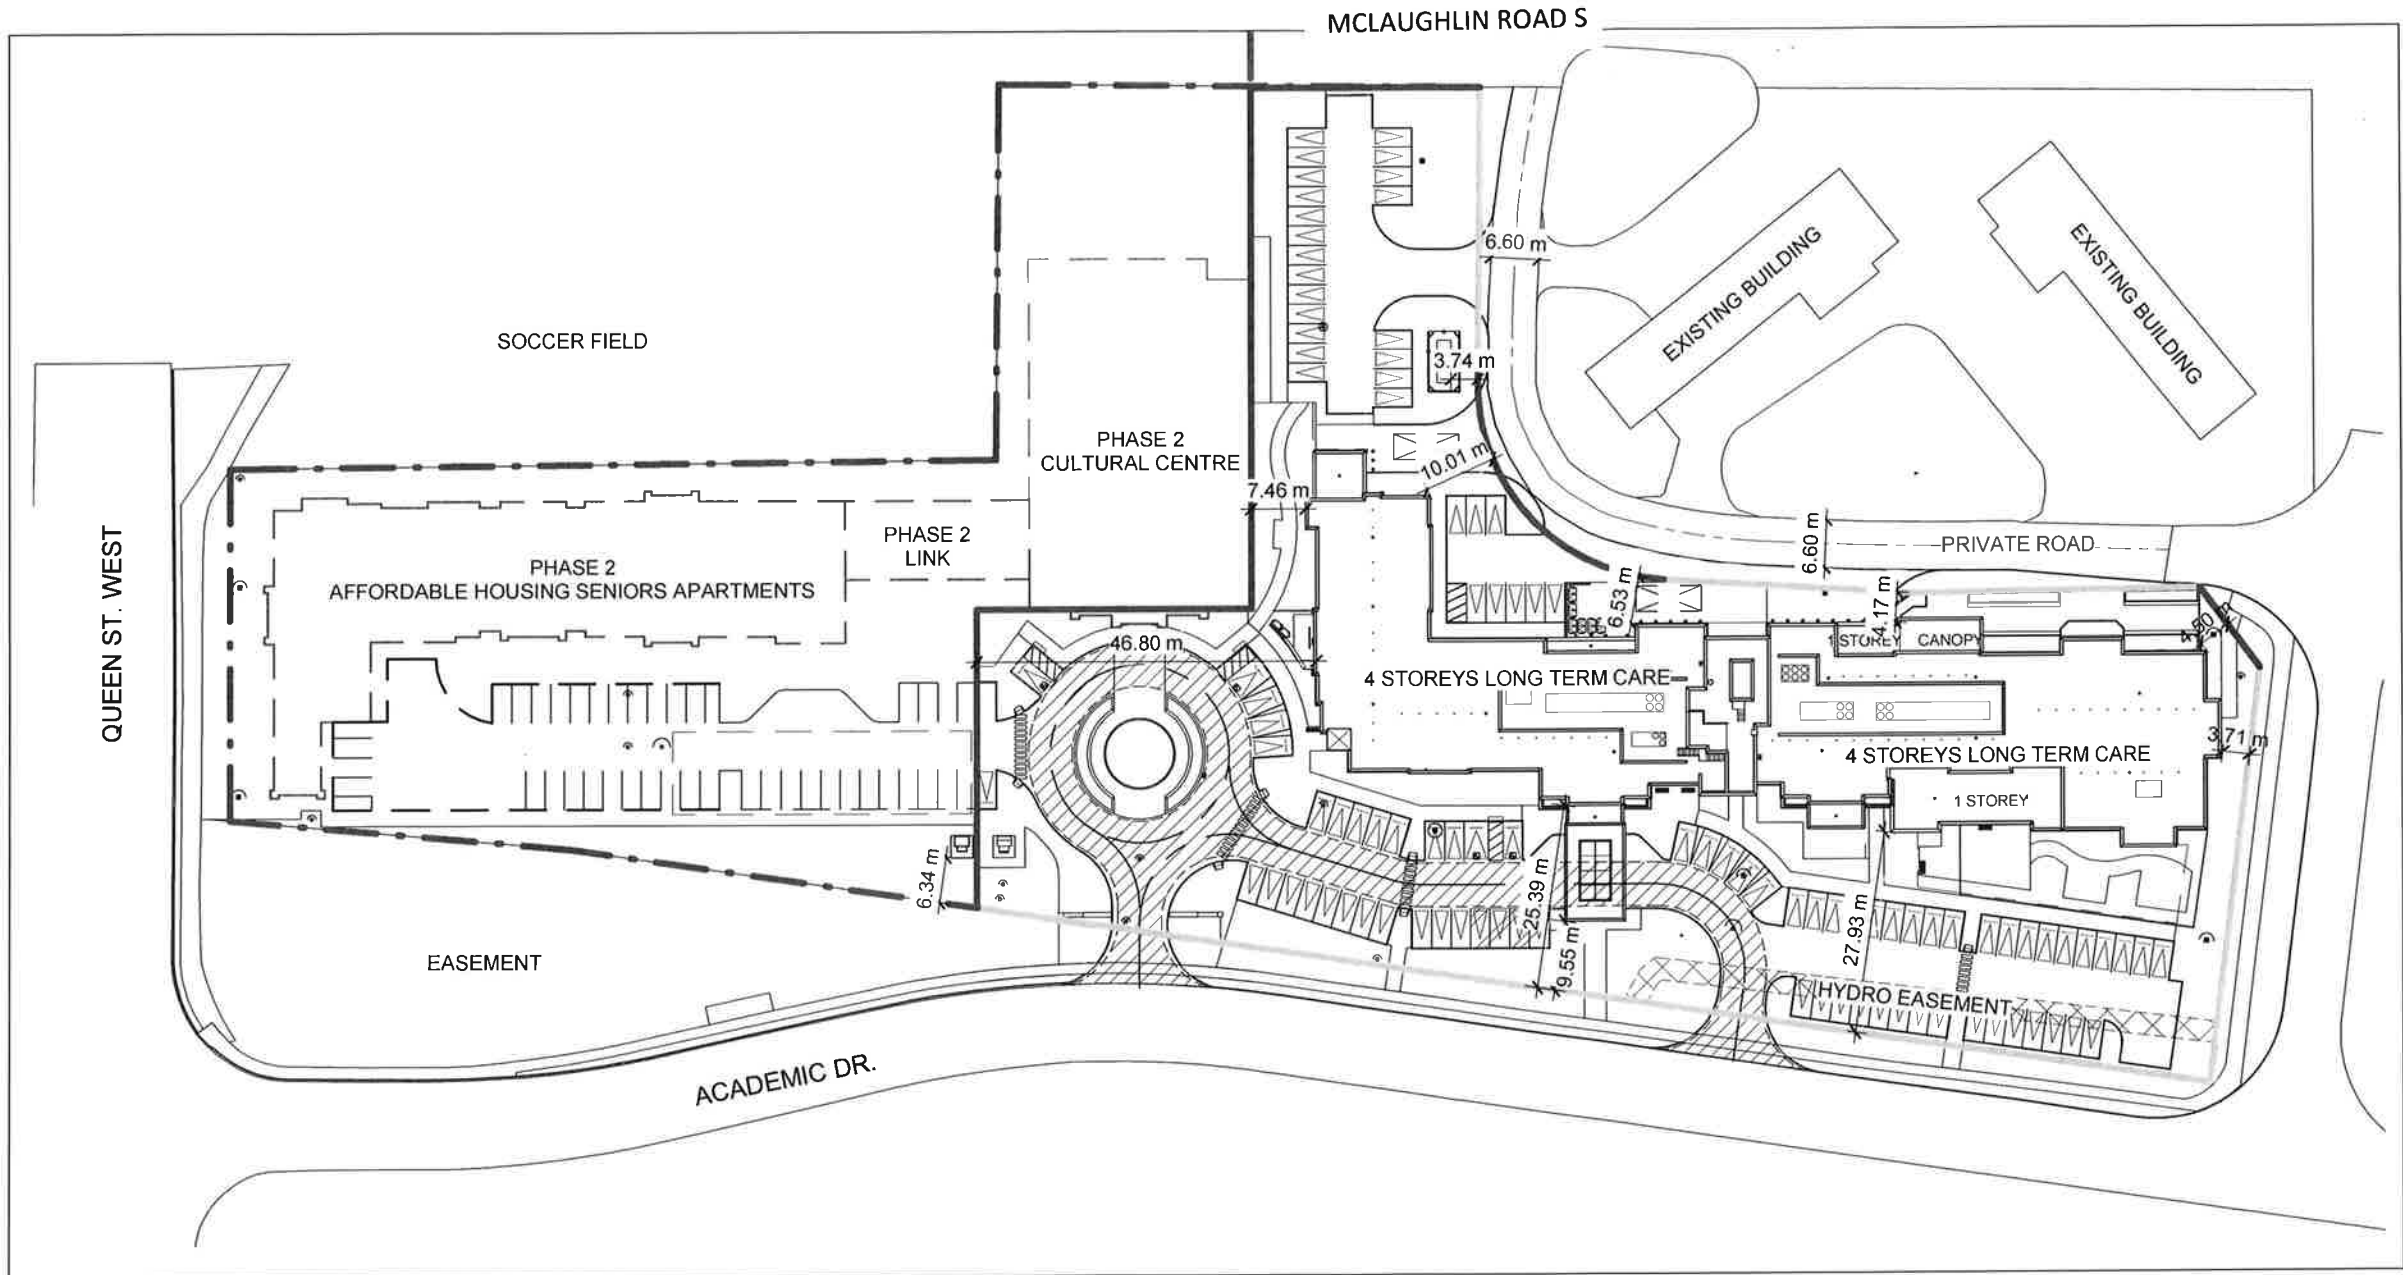 MCLAUGHLIN ROAD S
6.60 m
EXISTING BUILDING
EXISTING BUILDING
SOCCER FIELD
3.74 m
PHASE 2
CULTURAL CENTRE
10.01 m
7.46 m
QUEEN ST. WEST
PHASE 2
AFFORDABLE HOUSING SENIORS APARTMENTS
PHASE 2
LINK
6.60 m
PRIVATE ROAD
6.53 m
4.17 m
46.80 m
1 STOREY CANOPY
4 STOREYS LONG TERM CARE
3.71 m
4 STOREYS LONG TERM CARE
1 STOREY
6.34 m
25.39 m
9.55 m
27.93 m
EASEMENT
HYDRO EASEMENT
ACADEMIC DR.